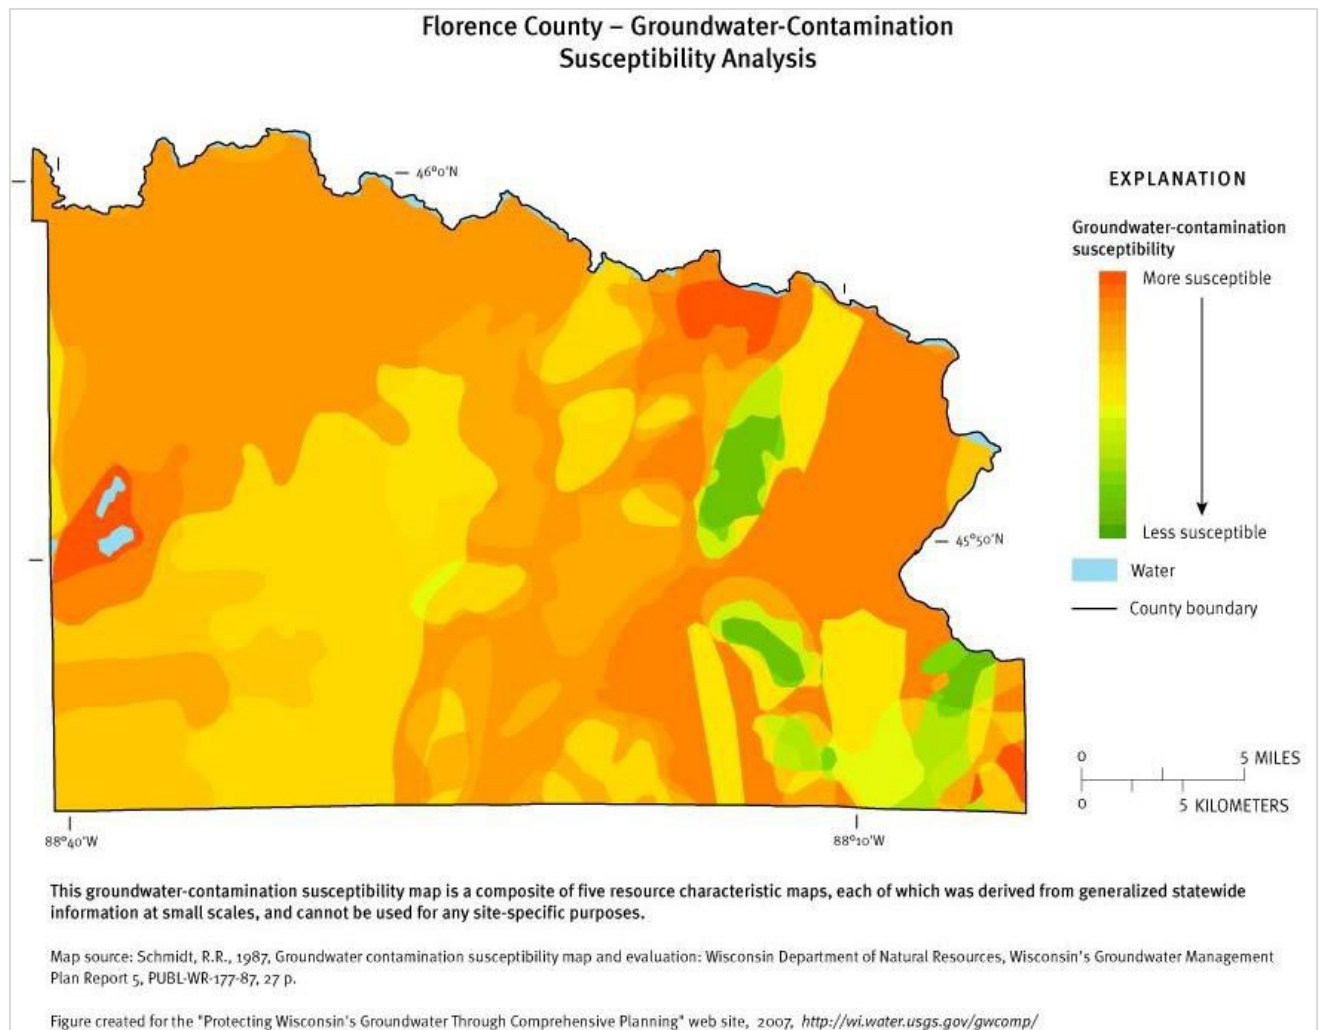 Florence County – Groundwater-Contamination
Susceptibility Analysis
46°0'N
EXPLANATION
Groundwater-contamination
susceptibility
More susceptible
Less susceptible
45°50'N
Water
County boundary
0 5 MILES
0 5 KILOMETERS
88°40'W
88°10'W
This groundwater-contamination susceptibility map is a composite of five resource characteristic maps, each of which was derived from generalized statewide
information at small scales, and cannot be used for any site-specific purposes.
Map source: Schmidt, R.R., 1987, Groundwater contamination susceptibility map and evaluation: Wisconsin Department of Natural Resources, Wisconsin's Groundwater Management
Plan Report 5, PUBL-WR-177-87, 27 p.
Figure created for the "Protecting Wisconsin's Groundwater Through Comprehensive Planning" web site, 2007, http://wi.water.usgs.gov/gwcomp/